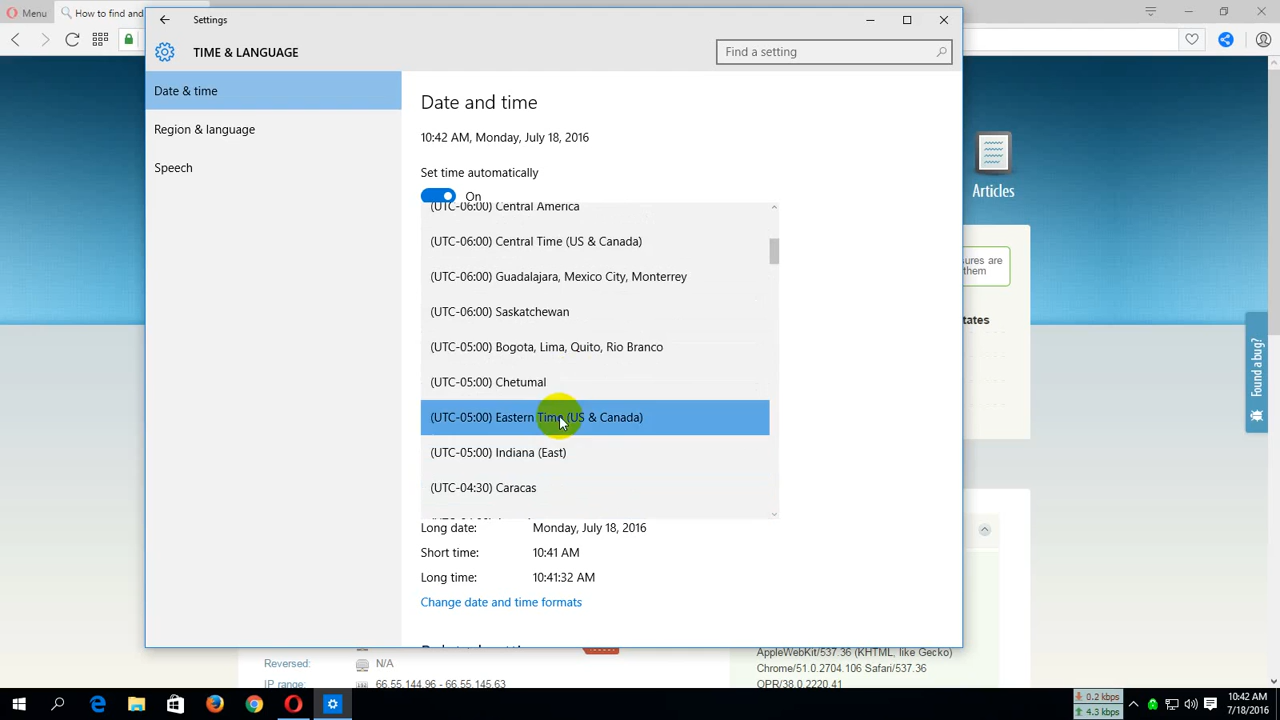 Menu
How to find and
Settings
TIME & LANGUAGE
Find a setting
Date & time
Region & language
Speech
Date and time
10:42 AM, Monday, July 18, 2016
Set time automatically
On
(UTC-06:00) Central America
(UTC-06:00) Central Time (US & Canada)
(UTC-06:00) Guadalajara, Mexico City, Monterrey
(UTC-06:00) Saskatchewan
(UTC-05:00) Bogota, Lima, Quito, Rio Branco
(UTC-05:00) Chetumal
(UTC-05:00) Eastern Time (US & Canada)
(UTC-05:00) Indiana (East)
(UTC-04:30) Caracas
Long date: Monday, July 18, 2016
Short time: 10:41 AM
Long time: 10:41:32 AM
Change date and time formats
Articles
sures are
them
tates
Found a bug?
Reversed: N/A
IP range: 66.55.144.96 - 66.55.145.63
AppleWebKit/537.36 (KHTML, like Gecko)
Chrome/51.0.2704.106 Safari/537.36
OPR/38.0.2220.41
0.2 kbps
4.3 kbps
10:42 AM
7/18/2016